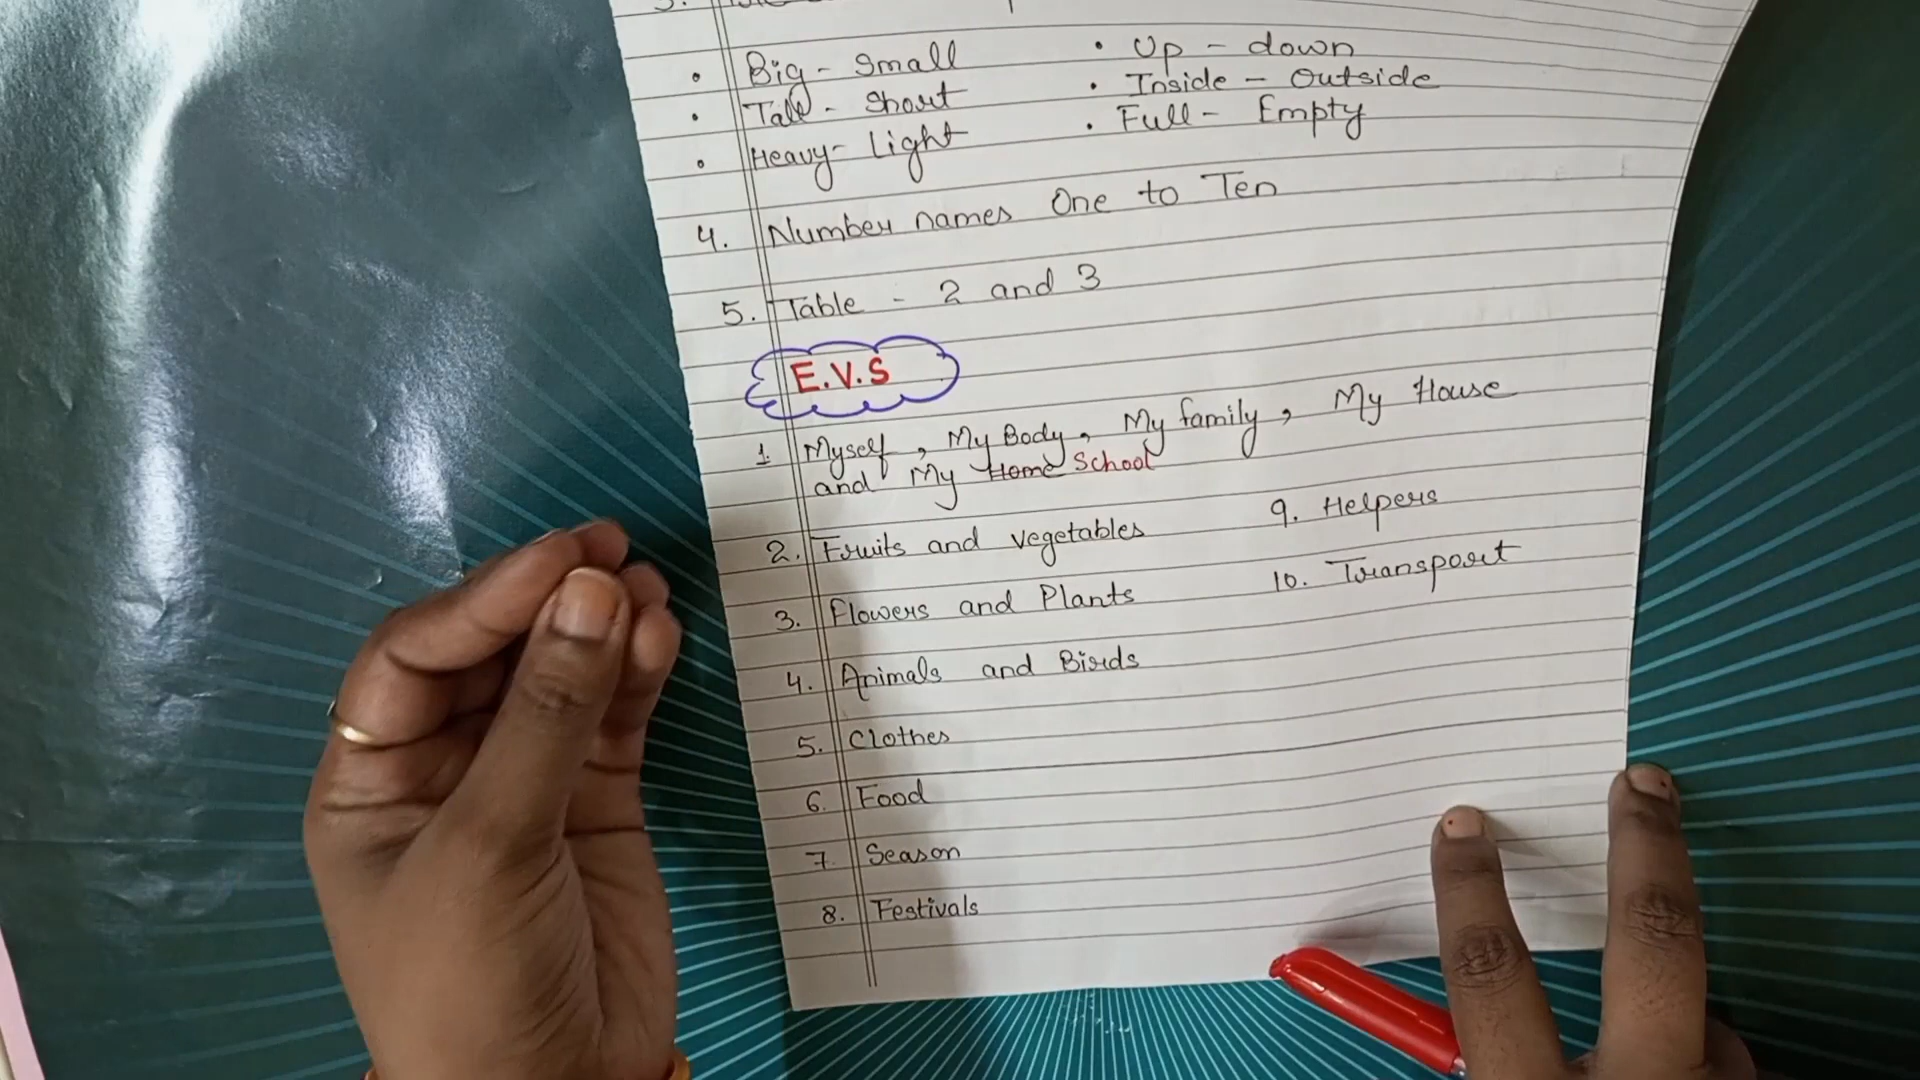 3.
• Big - Small • Up - down
• Tall - Short • Inside - Outside
• Heavy - Light • Full - Empty
4. Number names One to Ten
5. Table - 2 and 3
E.V.S
1. Myself, My Body, My family, My House
and My Home School
2. Fruits and vegetables
3. Flowers and Plants
4. Animals and Birds
5. Clothes
6. Food
7. Season
8. Festivals
9. Helpers
10. Transport